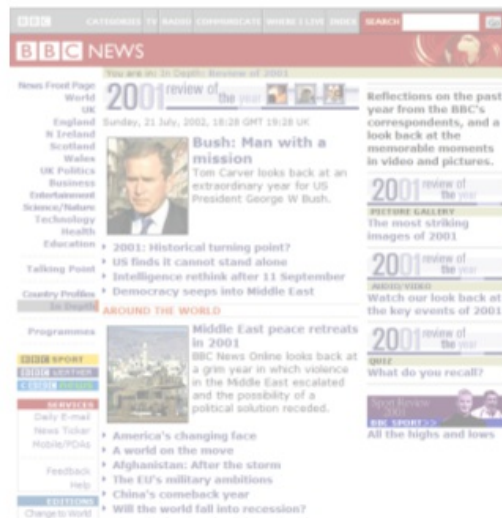 BBC CATEGORIES TV RADIO COMMUNICATE WHERE I LIVE INDEX SEARCH
BBC NEWS
You are in: In Depth: Review of 2001
News Front Page
World
UK
England
N Ireland
Scotland
Wales
UK Politics
Business
Entertainment
Science/Nature
Technology
Health
Education
Talking Point
Country Profiles
In Depth
Programmes
BBC SPORT
BBC WEATHER
SERVICES
Daily E-mail
News Ticker
Mobile/PDAs
Feedback
Help
EDITIONS
Change to World
2001 review of
the year
Sunday, 21 July, 2002, 18:28 GMT 19:28 UK
Bush: Man with a
mission
Tom Carver looks back at an
extraordinary year for US
President George W Bush.
2001: Historical turning point?
US finds it cannot stand alone
Intelligence rethink after 11 September
Democracy seeps into Middle East
AROUND THE WORLD
Middle East peace retreats
in 2001
BBC News Online looks back at
a grim year in which violence
in the Middle East escalated
and the possibility of a
political solution receded.
America's changing face
A world on the move
Afghanistan: After the storm
The EU's military ambitions
China's comeback year
Will the world fall into recession?
Reflections on the past
year from the BBC's
correspondents, and a
look back at the
memorable moments
in video and pictures.
2001 review of
the year
PICTURE GALLERY
The most striking
images of 2001
2001 review of
the year
AUDIO/VIDEO
Watch our look back at
the key events of 2001
2001 review of
the year
QUIZ
What do you recall?
Sport Review
2001
BBC SPORT>>
All the highs and lows